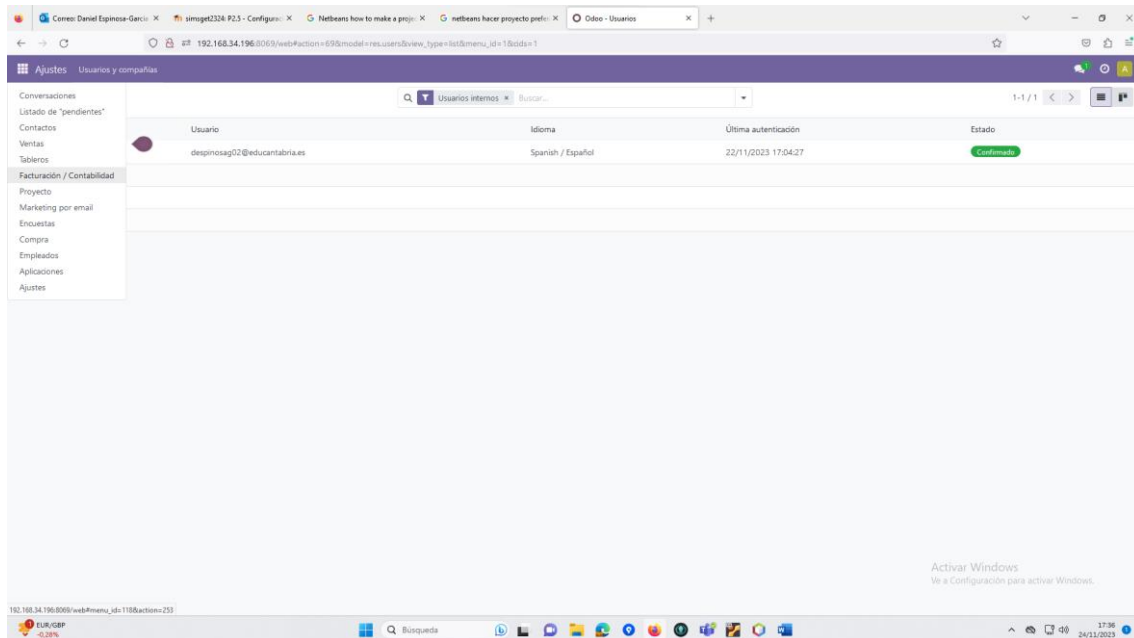 Correo: Daniel Espinosa-Garcia
simsget2324: P2.5 - Configurac
Netbeans how to make a projec
netbeans hacer proyecto prefer
Odoo - Usuarios
192.168.34.196:8069/web#action=69&model=res.users&view_type=list&menu_id=1&cids=1
Ajustes Usuarios y compañías 1 A
Conversaciones
Listado de "pendientes"
Contactos
Ventas
Tableros
Facturación / Contabilidad
Proyecto
Marketing por email
Encuestas
Compra
Empleados
Aplicaciones
Ajustes
Usuarios internos × Buscar...
1-1 / 1
Usuario Idioma Última autenticación Estado
despinosag02@educantabria.es Spanish / Español 22/11/2023 17:04:27 Confirmado
Activar Windows
Ve a Configuración para activar Windows.
192.168.34.196:8069/web#menu_id=118&action=253
EUR/GBP
-0,28%
Búsqueda
17:36
24/11/2023